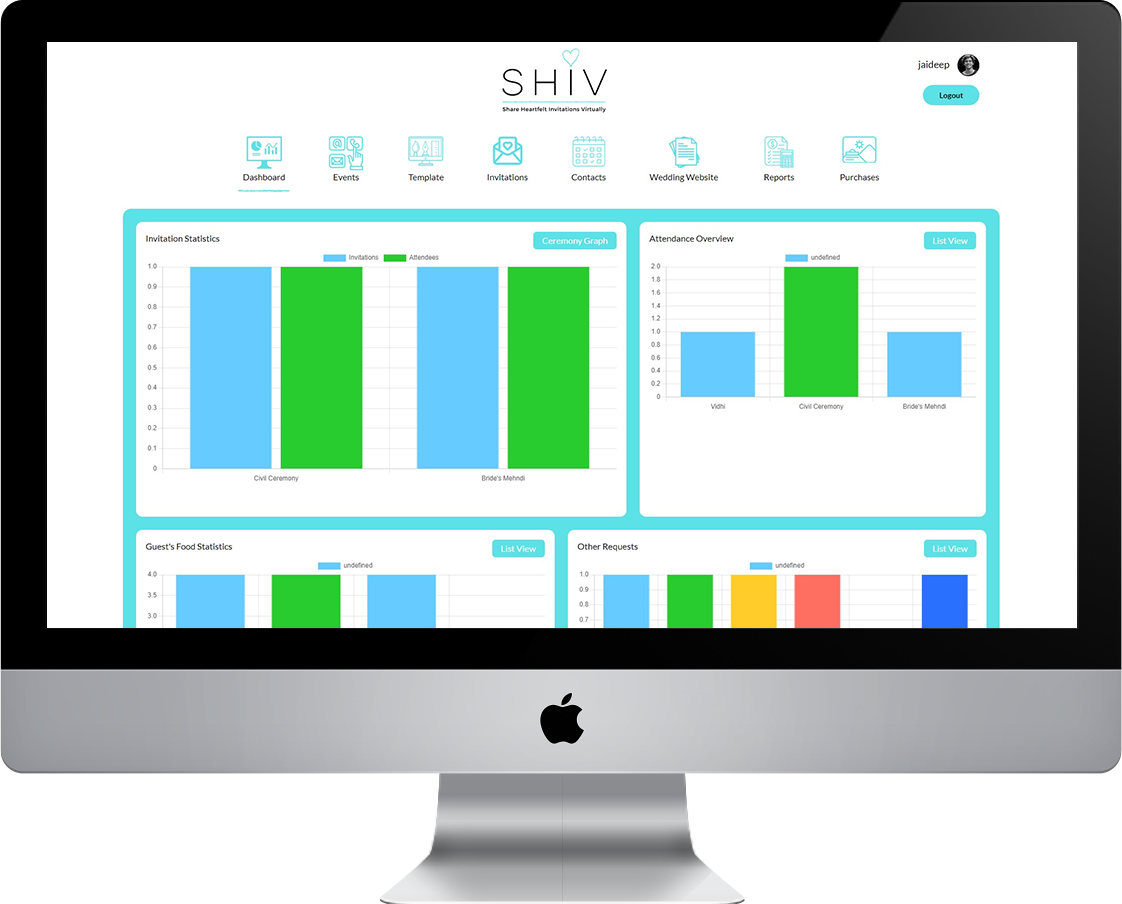 SHIV
Share Heartfelt Invitations Virtually
jaideep
Logout
Dashboard
Events
Template
Invitations
Contacts
Wedding Website
Reports
Purchases
Invitation Statistics
Ceremony Graph
Invitations
Attendees
1.0
0.9
0.8
0.7
0.6
0.5
0.4
0.3
0.2
0.1
0
Civil Ceremony
Bride's Mehndi
Attendance Overview
List View
undefined
2.0
1.8
1.6
1.4
1.2
1.0
0.8
0.6
0.4
0.2
0
Vidhi
Civil Ceremony
Bride's Mehndi
Guest's Food Statistics
List View
undefined
4.0
3.5
3.0
Other Requests
List View
undefined
1.0
0.9
0.8
0.7